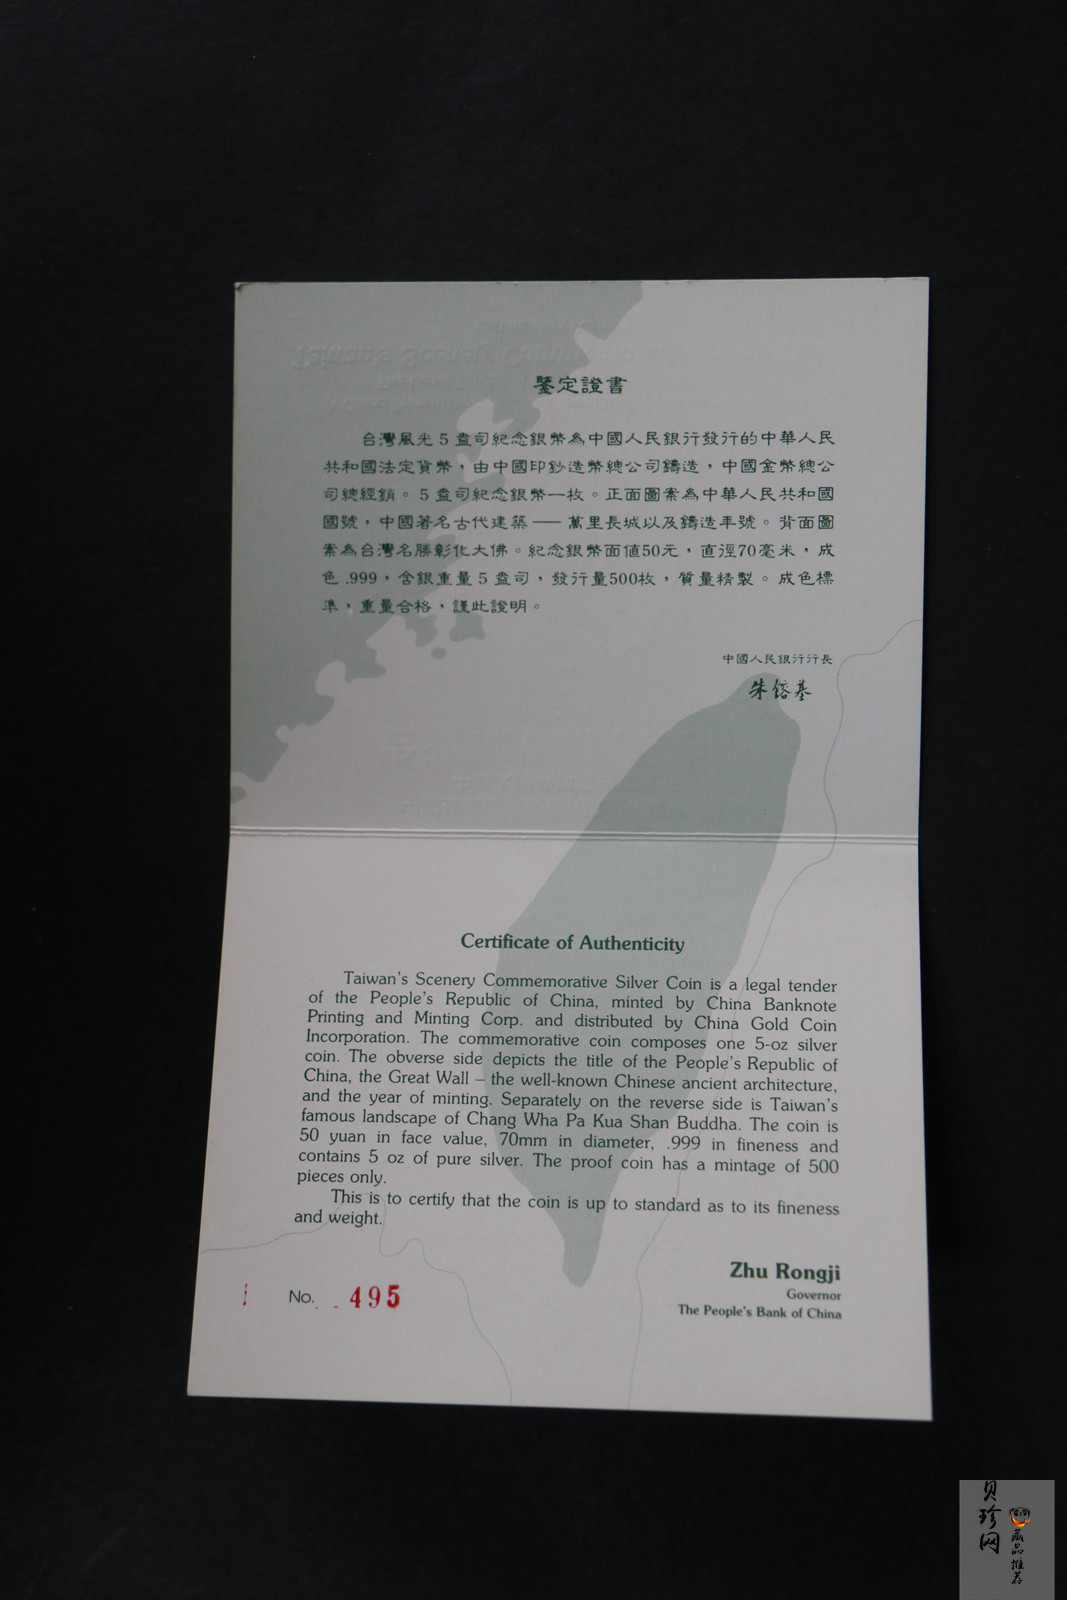 鑒定證書
台灣風光5盎司紀念銀幣為中國人民銀行發行的中華人民
共和國法定貨幣，由中國印鈔造幣總公司鑄造，中國金幣總公
司總經銷。5盎司紀念銀幣一枚。正面圖案為中華人民共和國
國號，中國著名古代建築——萬里長城以及鑄造年號。背面圖
案為台灣名勝彰化大佛。紀念銀幣面值50元，直徑70毫米，成
色.999，含銀重量5盎司，發行量500枚，質量精製。成色標
準，重量合格，謹此證明。
中國人民銀行行長
朱鎔基
Certificate of Authenticity
Taiwan's Scenery Commemorative Silver Coin is a legal tender
of the People's Republic of China, minted by China Banknote
Printing and Minting Corp. and distributed by China Gold Coin
Incorporation. The commemorative coin composes one 5-oz silver
coin. The obverse side depicts the title of the People's Republic of
China, the Great Wall – the well-known Chinese ancient architecture,
and the year of minting. Separately on the reverse side is Taiwan's
famous landscape of Chang Wha Pa Kua Shan Buddha. The coin is
50 yuan in face value, 70mm in diameter, .999 in fineness and
contains 5 oz of pure silver. The proof coin has a mintage of 500
pieces only.
This is to certify that the coin is up to standard as to its fineness
and weight.
Zhu Rongji
Governor
The People's Bank of China
No. 495
贝珍网
藏品推荐